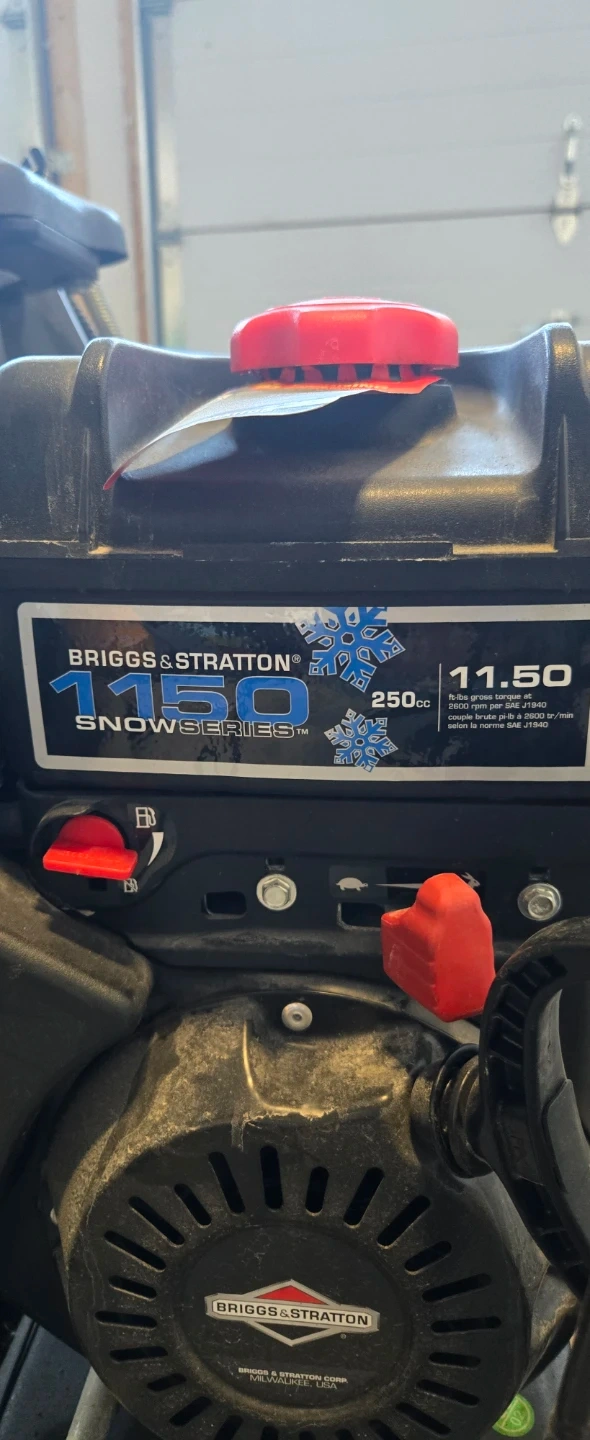 BRIGGS & STRATTON®
1150
SNOWSERIES™
250cc
11.50
ft-lbs gross torque at
2600 rpm per SAE J1940
couple brute pi-lb à 2600 tr/min
selon la norme SAE J1940
BRIGGS & STRATTON®
BRIGGS & STRATTON CORP.
MILWAUKEE, USA